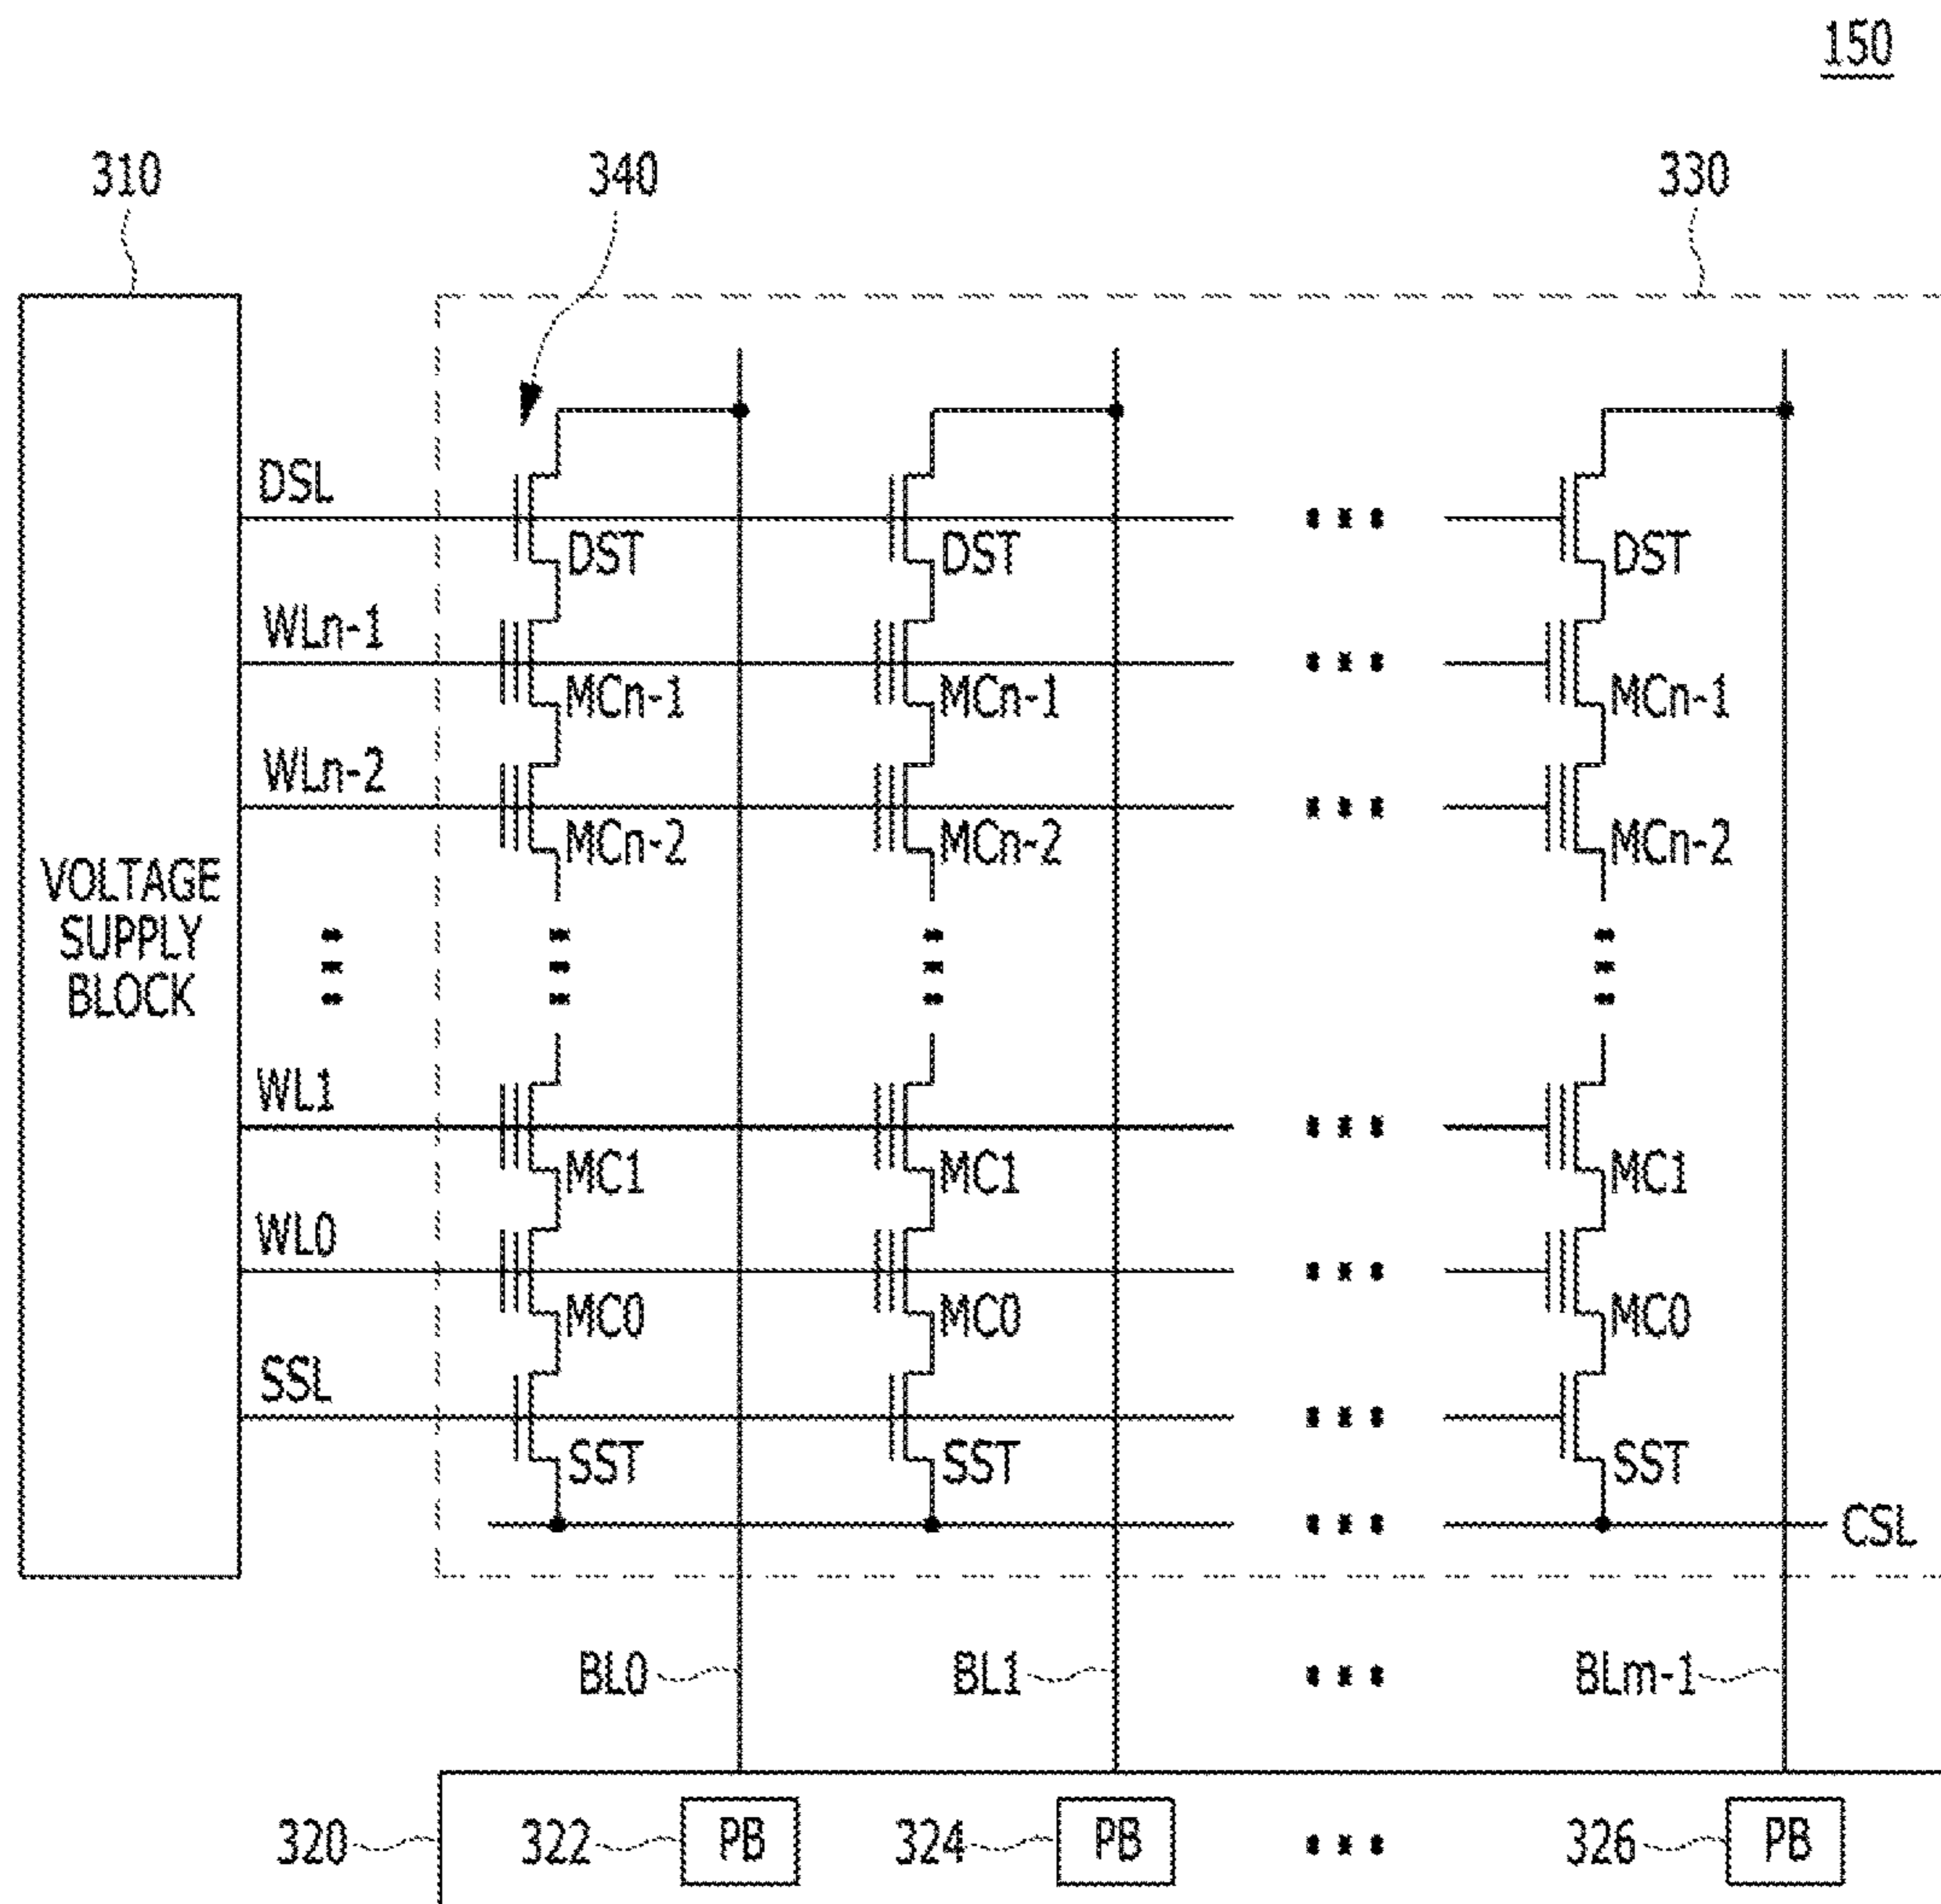 150
310 340 330
DSL
DST DST DST
WLn-1
MCn-1 MCn-1 MCn-1
WLn-2
MCn-2 MCn-2 MCn-2
VOLTAGE
SUPPLY
BLOCK
WL1
MC1 MC1 MC1
WL0
MC0 MC0 MC0
SSL
SST SST SST
CSL
BL0 BL1 BLm-1
320 322 PB 324 PB 326 PB